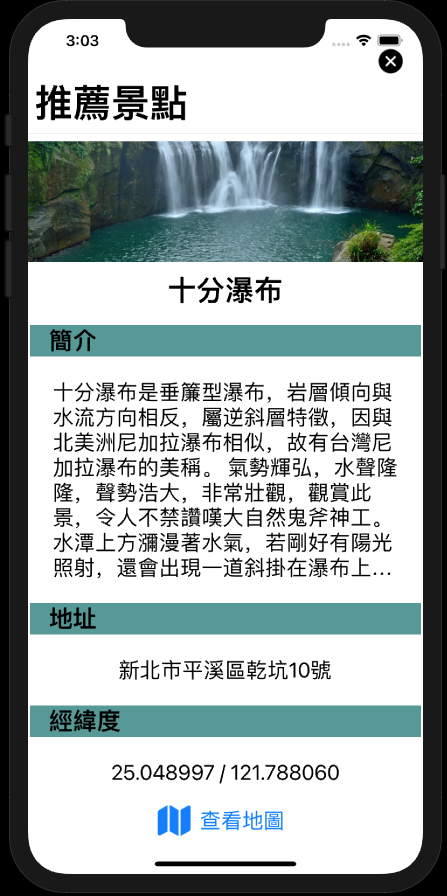 3:03
推薦景點
十分瀑布
簡介
十分瀑布是垂簾型瀑布，岩層傾向與
水流方向相反，屬逆斜層特徵，因與
北美洲尼加拉瀑布相似，故有台灣尼
加拉瀑布的美稱。 氣勢輝弘，水聲隆
隆，聲勢浩大，非常壯觀，觀賞此
景，令人不禁讚嘆大自然鬼斧神工。
水潭上方瀰漫著水氣，若剛好有陽光
照射，還會出現一道斜掛在瀑布上...
地址
新北市平溪區乾坑10號
經緯度
25.048997 / 121.788060
查看地圖